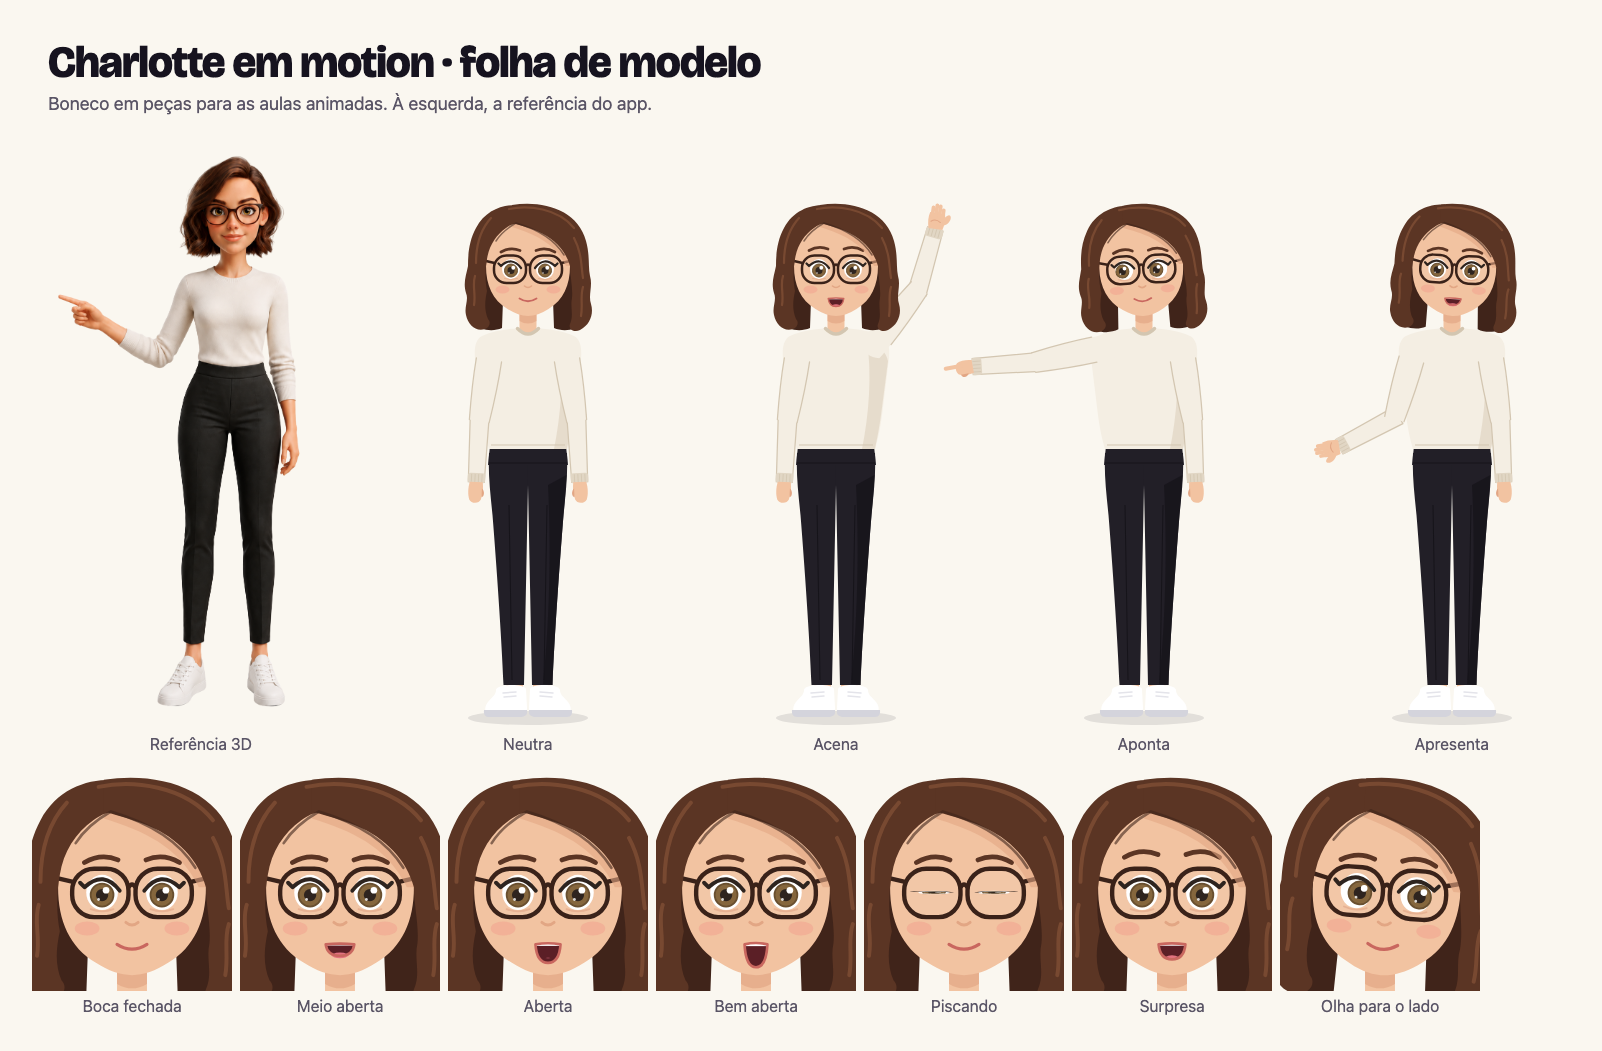 Charlotte em motion · folha de modelo
Boneco em peças para as aulas animadas. À esquerda, a referência do app.
Referência 3D
Neutra
Acena
Aponta
Apresenta
Boca fechada
Meio aberta
Aberta
Bem aberta
Piscando
Surpresa
Olha para o lado